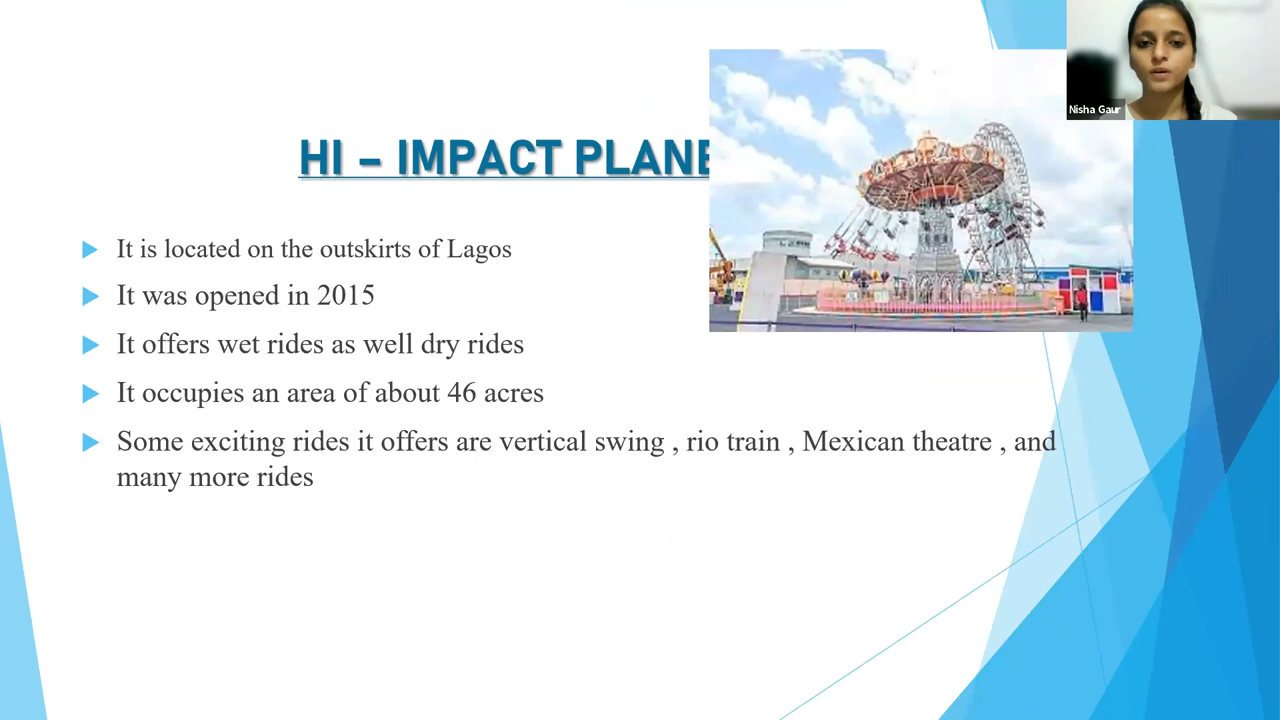 Nisha Gaur
HI – IMPACT PLANE
It is located on the outskirts of Lagos
It was opened in 2015
It offers wet rides as well dry rides
It occupies an area of about 46 acres
Some exciting rides it offers are vertical swing , rio train , Mexican theatre , and
many more rides